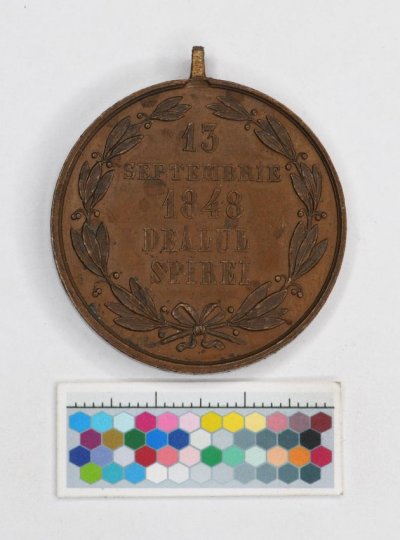 13
SEPTEMBRIE
1848
DEALUL
SPIREI